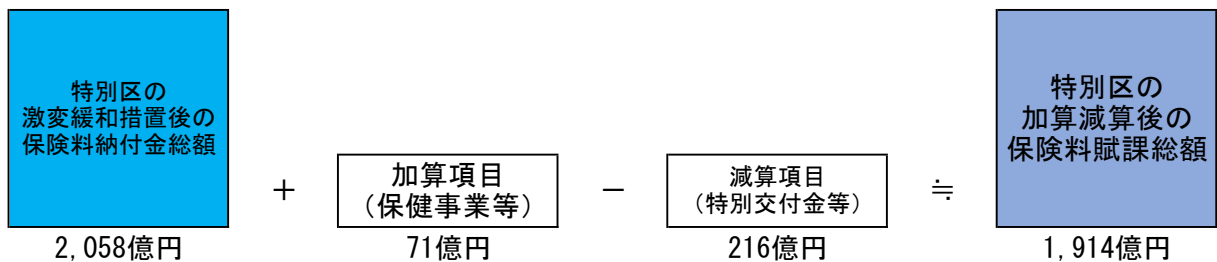 特別区の
激変緩和措置後の
保険料納付金総額
2,058億円
＋
加算項目
（保健事業等）
71億円
－
減算項目
（特別交付金等）
216億円
≒
特別区の
加算減算後の
保険料賦課総額
1,914億円